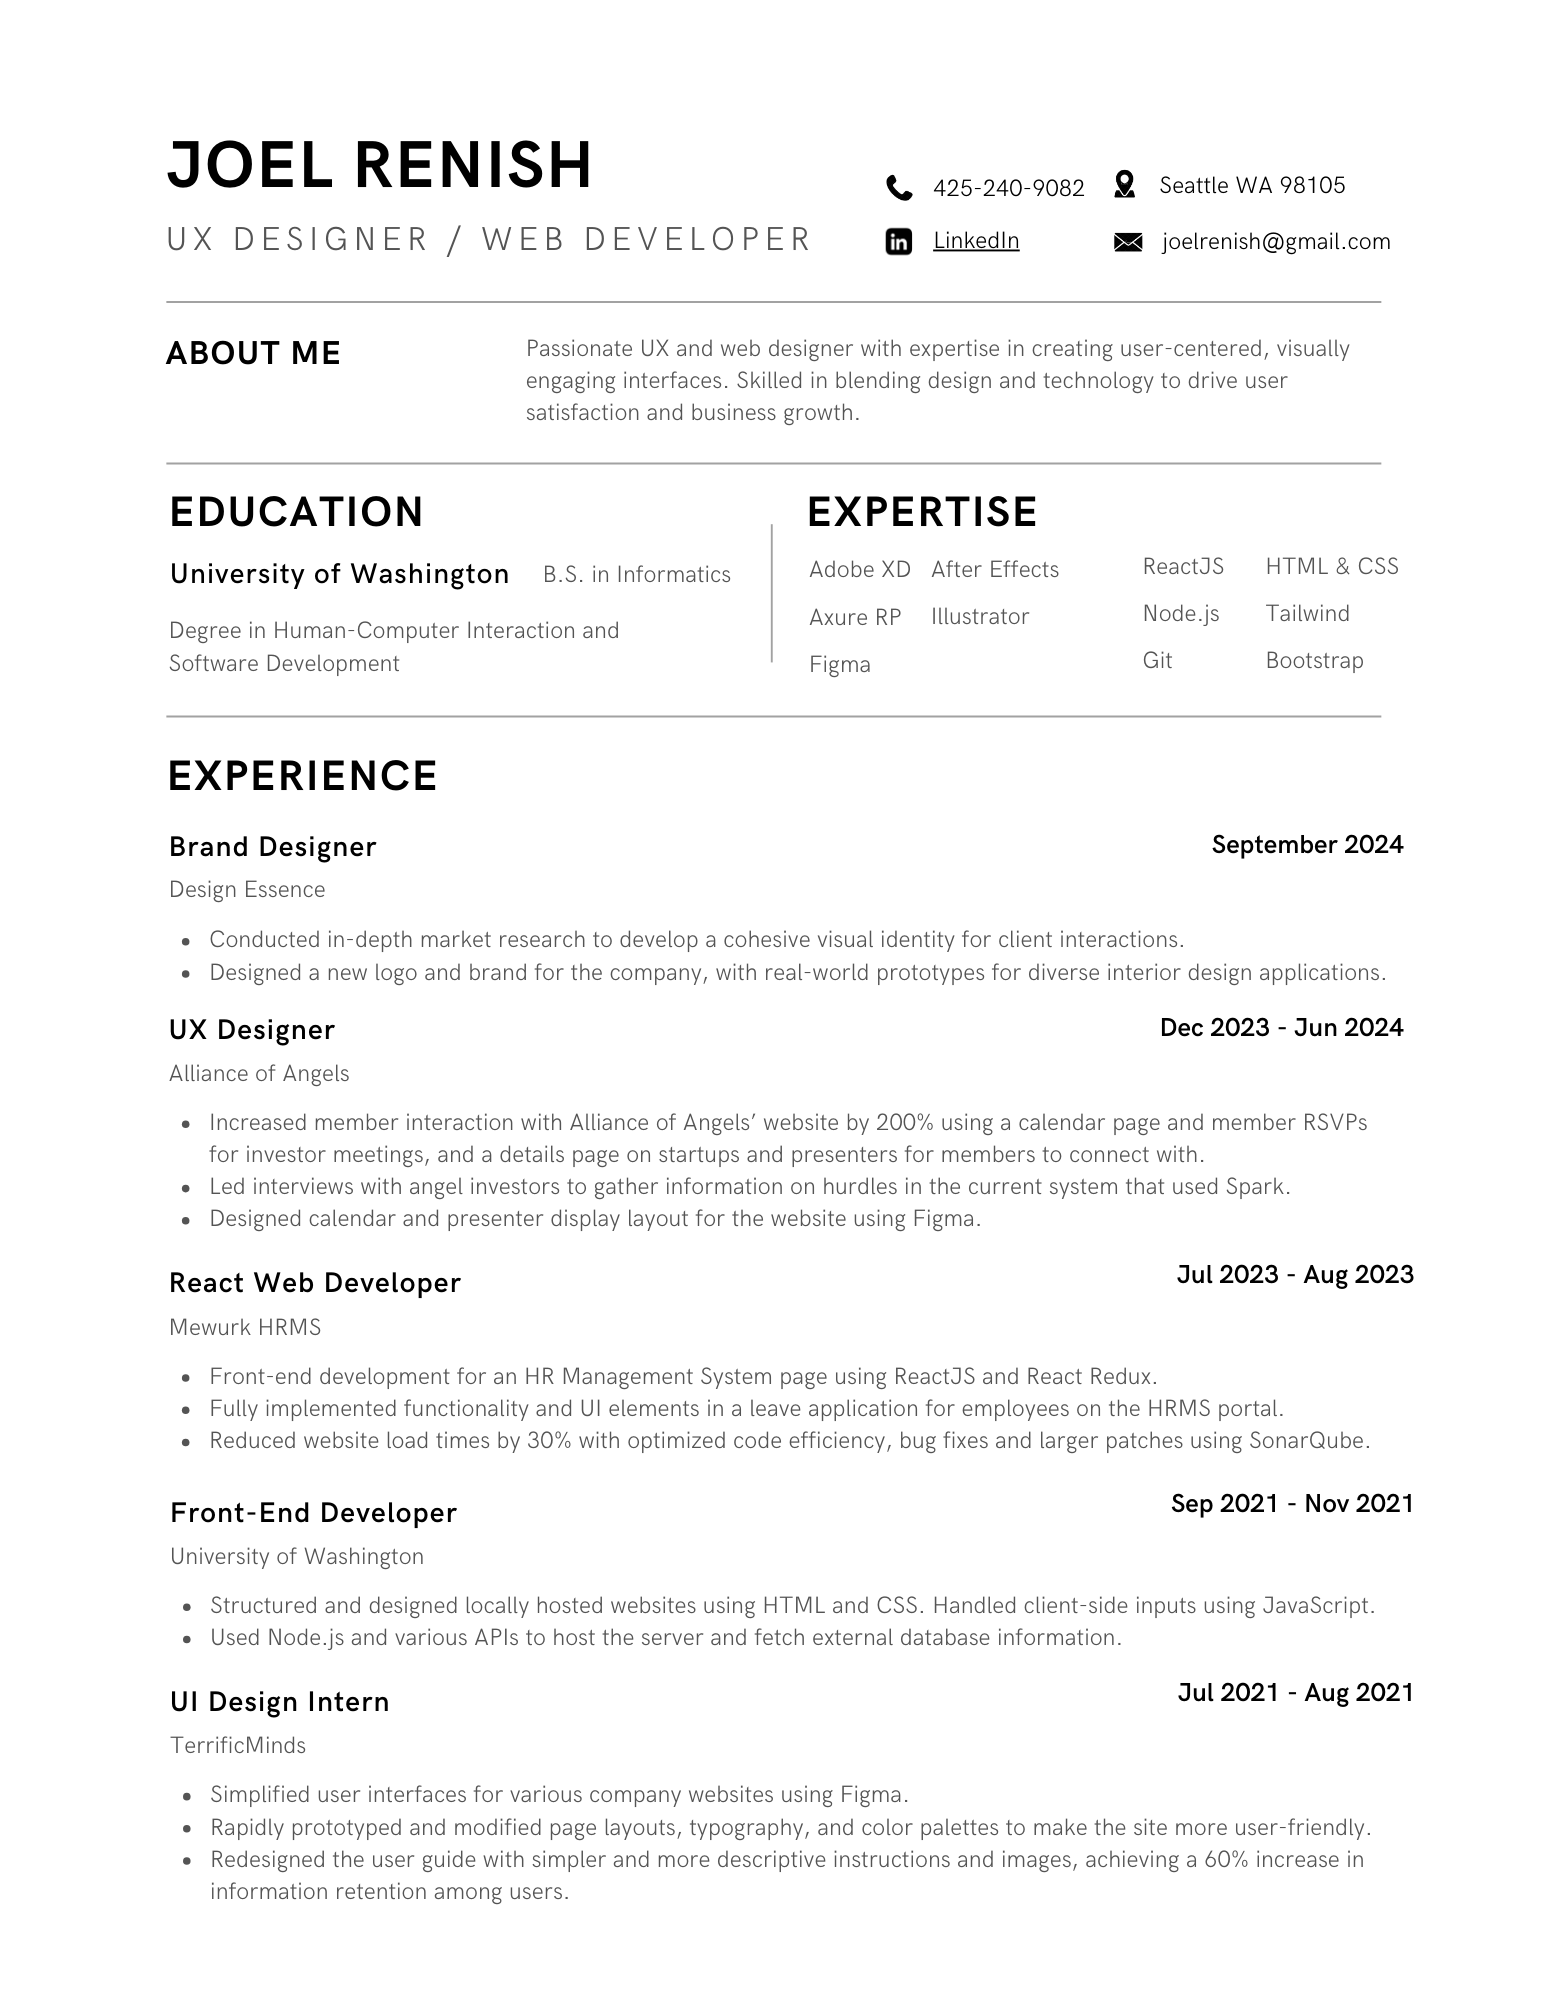 JOEL RENISH
UX DESIGNER / WEB DEVELOPER
425-240-9082
Seattle WA 98105
LinkedIn
joelrenish@gmail.com
ABOUT ME
Passionate UX and web designer with expertise in creating user-centered, visually
engaging interfaces. Skilled in blending design and technology to drive user
satisfaction and business growth.
EDUCATION
University of Washington B.S. in Informatics
Degree in Human-Computer Interaction and
Software Development
EXPERTISE
Adobe XD After Effects ReactJS HTML & CSS
Axure RP Illustrator Node.js Tailwind
Figma Git Bootstrap
EXPERIENCE
Brand Designer September 2024
Design Essence
• Conducted in-depth market research to develop a cohesive visual identity for client interactions.
• Designed a new logo and brand for the company, with real-world prototypes for diverse interior design applications.
UX Designer Dec 2023 - Jun 2024
Alliance of Angels
• Increased member interaction with Alliance of Angels’ website by 200% using a calendar page and member RSVPs
for investor meetings, and a details page on startups and presenters for members to connect with.
• Led interviews with angel investors to gather information on hurdles in the current system that used Spark.
• Designed calendar and presenter display layout for the website using Figma.
React Web Developer Jul 2023 - Aug 2023
Mewurk HRMS
• Front-end development for an HR Management System page using ReactJS and React Redux.
• Fully implemented functionality and UI elements in a leave application for employees on the HRMS portal.
• Reduced website load times by 30% with optimized code efficiency, bug fixes and larger patches using SonarQube.
Front-End Developer Sep 2021 - Nov 2021
University of Washington
• Structured and designed locally hosted websites using HTML and CSS. Handled client-side inputs using JavaScript.
• Used Node.js and various APIs to host the server and fetch external database information.
UI Design Intern Jul 2021 - Aug 2021
TerrificMinds
• Simplified user interfaces for various company websites using Figma.
• Rapidly prototyped and modified page layouts, typography, and color palettes to make the site more user-friendly.
• Redesigned the user guide with simpler and more descriptive instructions and images, achieving a 60% increase in
information retention among users.